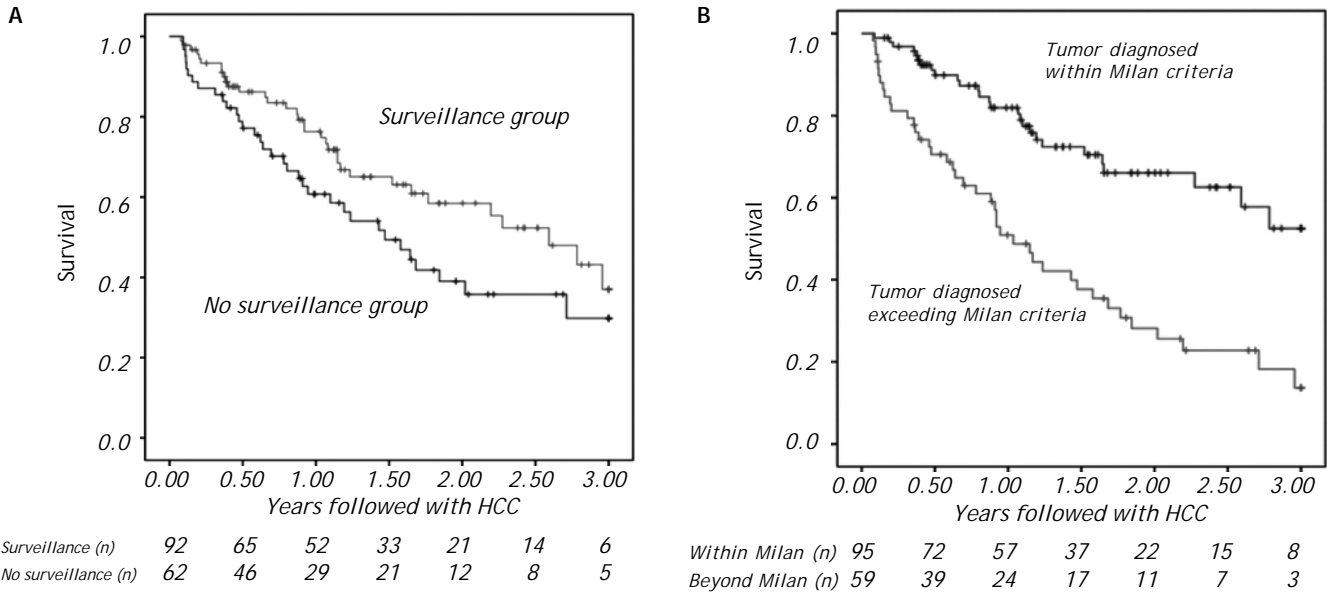 A
1.0
0.8
0.6
0.4
0.2
0.0
Survival
Surveillance group
No surveillance group
0.00 0.50 1.00 1.50 2.00 2.50 3.00
Years followed with HCC
Surveillance (n) 92 65 52 33 21 14 6
No surveillance (n) 62 46 29 21 12 8 5
B
1.0
0.8
0.6
0.4
0.2
0.0
Survival
Tumor diagnosed
within Milan criteria
Tumor diagnosed
exceeding Milan criteria
0.00 0.50 1.00 1.50 2.00 2.50 3.00
Years followed with HCC
Within Milan (n) 95 72 57 37 22 15 8
Beyond Milan (n) 59 39 24 17 11 7 3